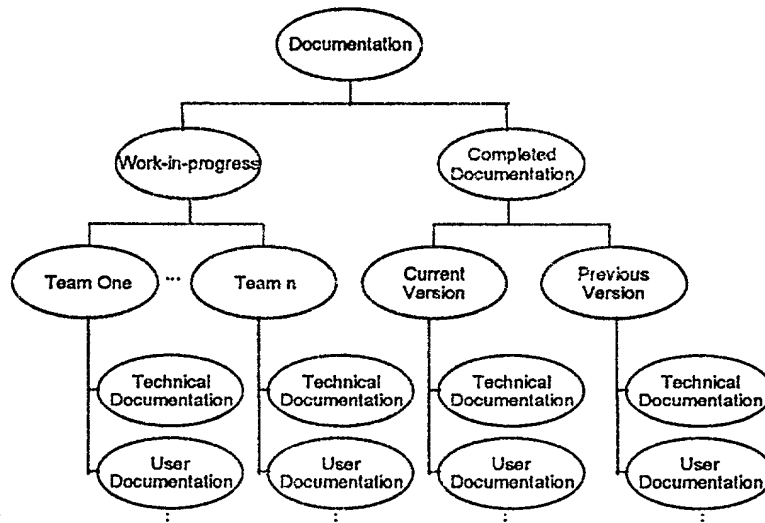 Documentation
Work-in-progress
Completed
Documentation
Team One
...
Team n
Current
Version
Previous
Version
Technical
Documentation
Technical
Documentation
Technical
Documentation
Technical
Documentation
User
Documentation
User
Documentation
User
Documentation
User
Documentation